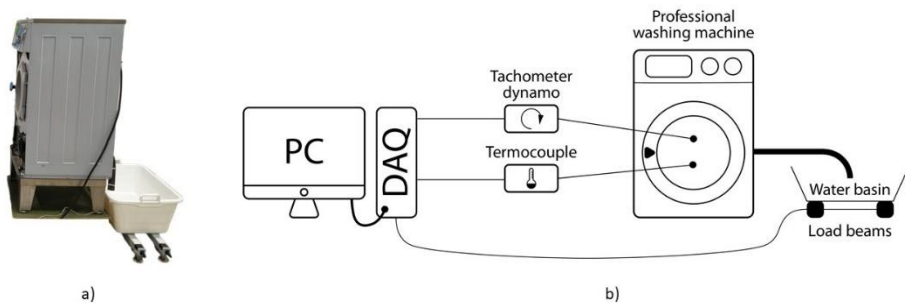 Professional
washing machine
Tachometer
dynamo
PC
DAQ
Termocouple
Water basin
Load beams
a)
b)